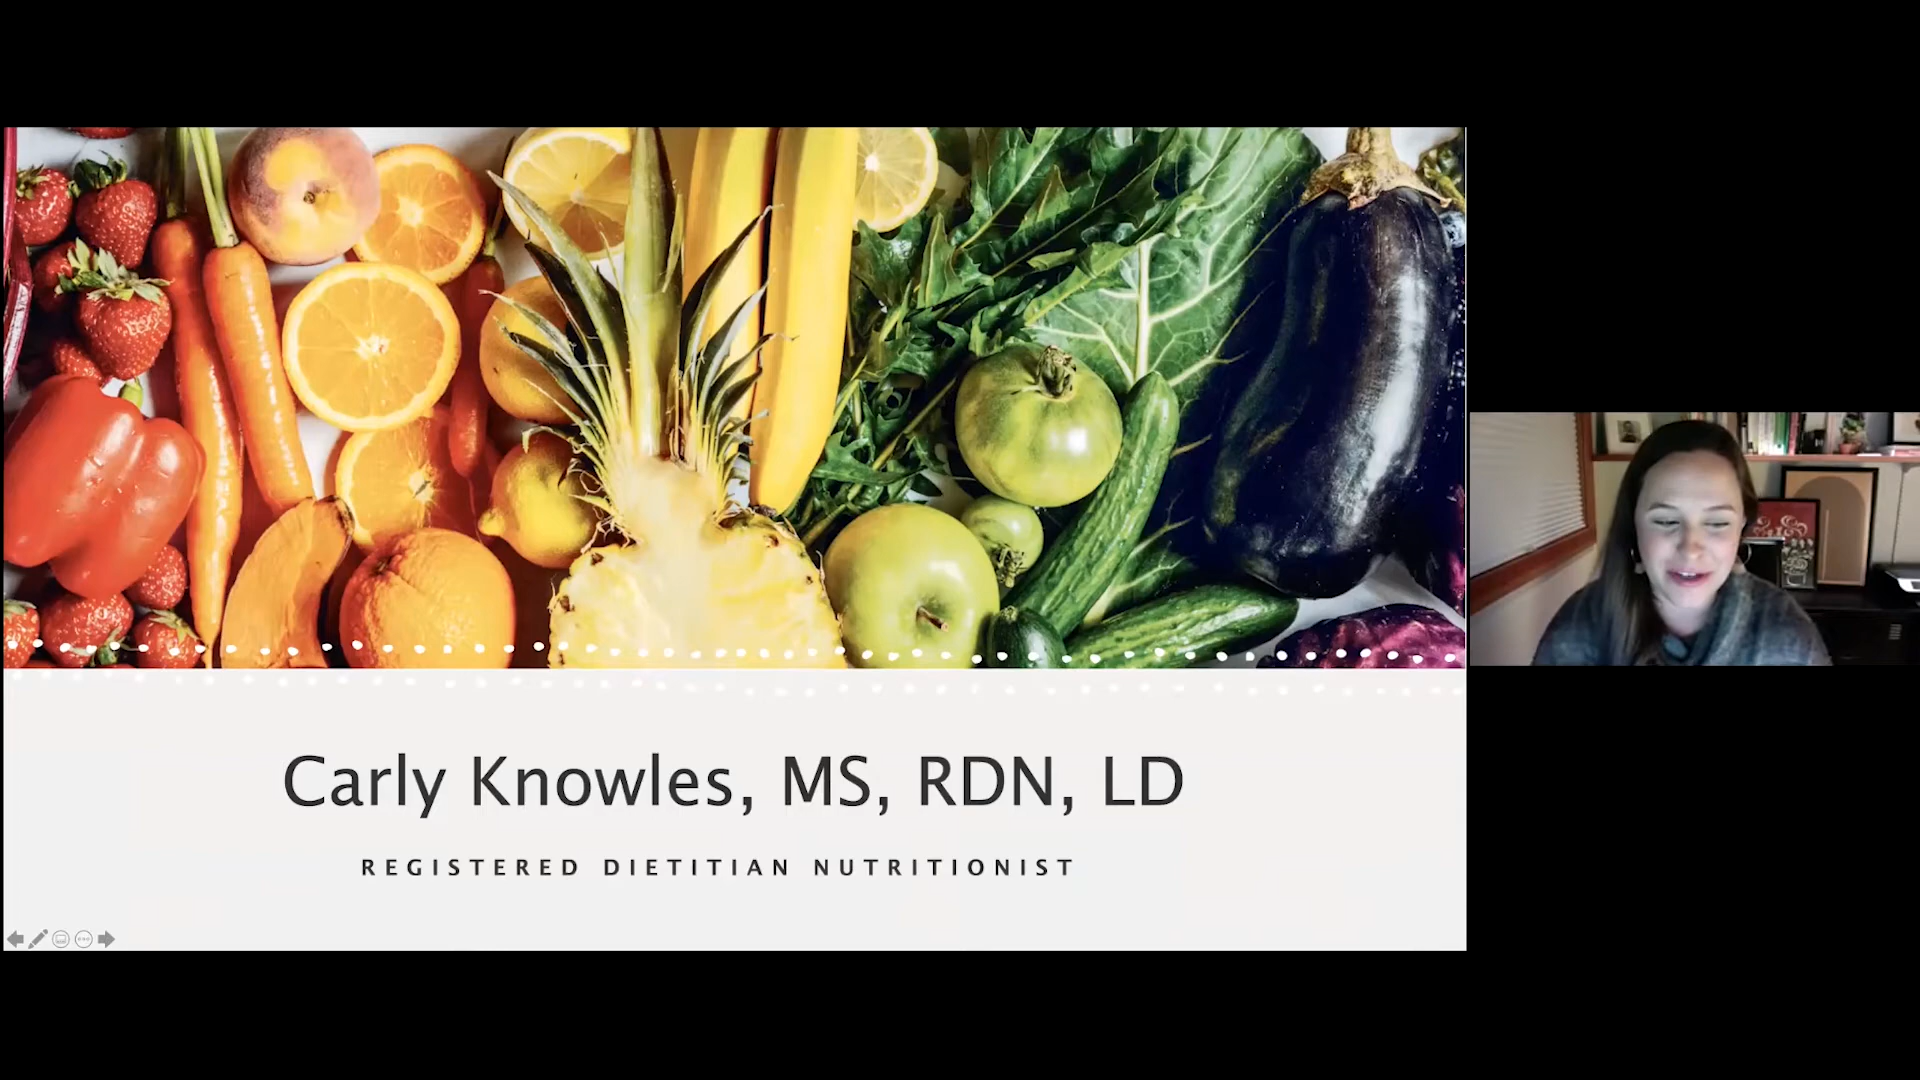 Carly Knowles, MS, RDN, LD
REGISTERED DIETITIAN NUTRITIONIST